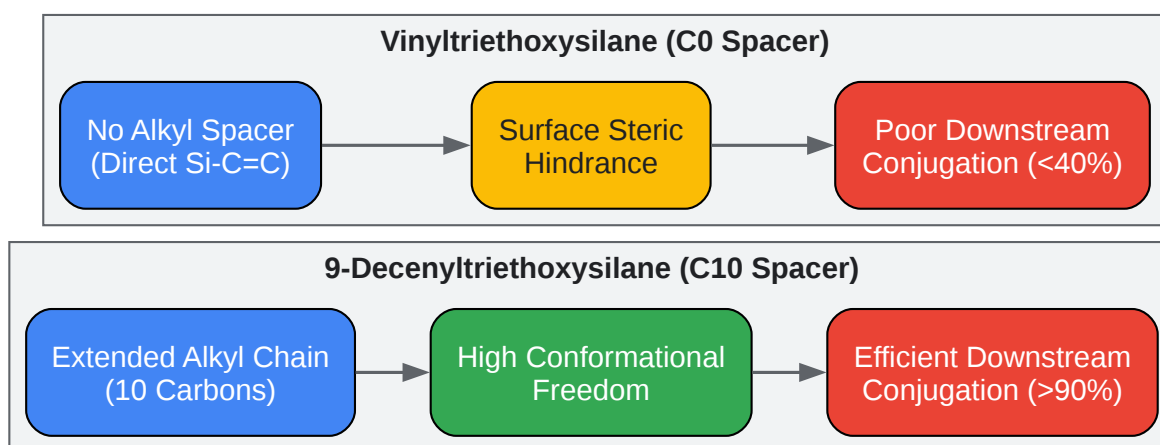 Vinyltriethoxysilane (C0 Spacer)
No Alkyl Spacer
(Direct Si-C=C)
Surface Steric
Hindrance
Poor Downstream
Conjugation (<40%)
9-Decenyltriethoxysilane (C10 Spacer)
Extended Alkyl Chain
(10 Carbons)
High Conformational
Freedom
Efficient Downstream
Conjugation (>90%)